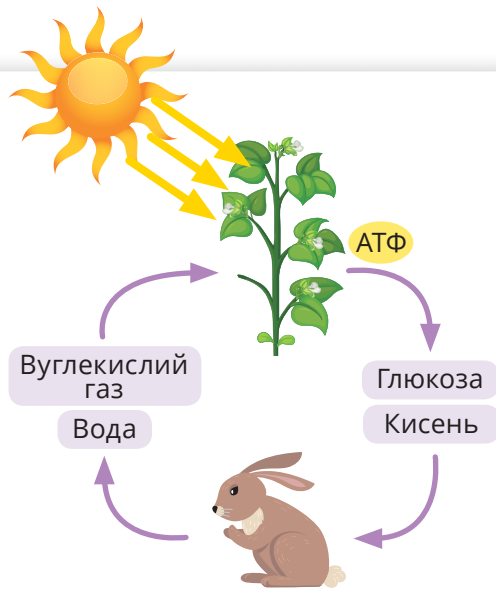 АТФ
Вуглекислий
газ
Вода
Глюкоза
Кисень